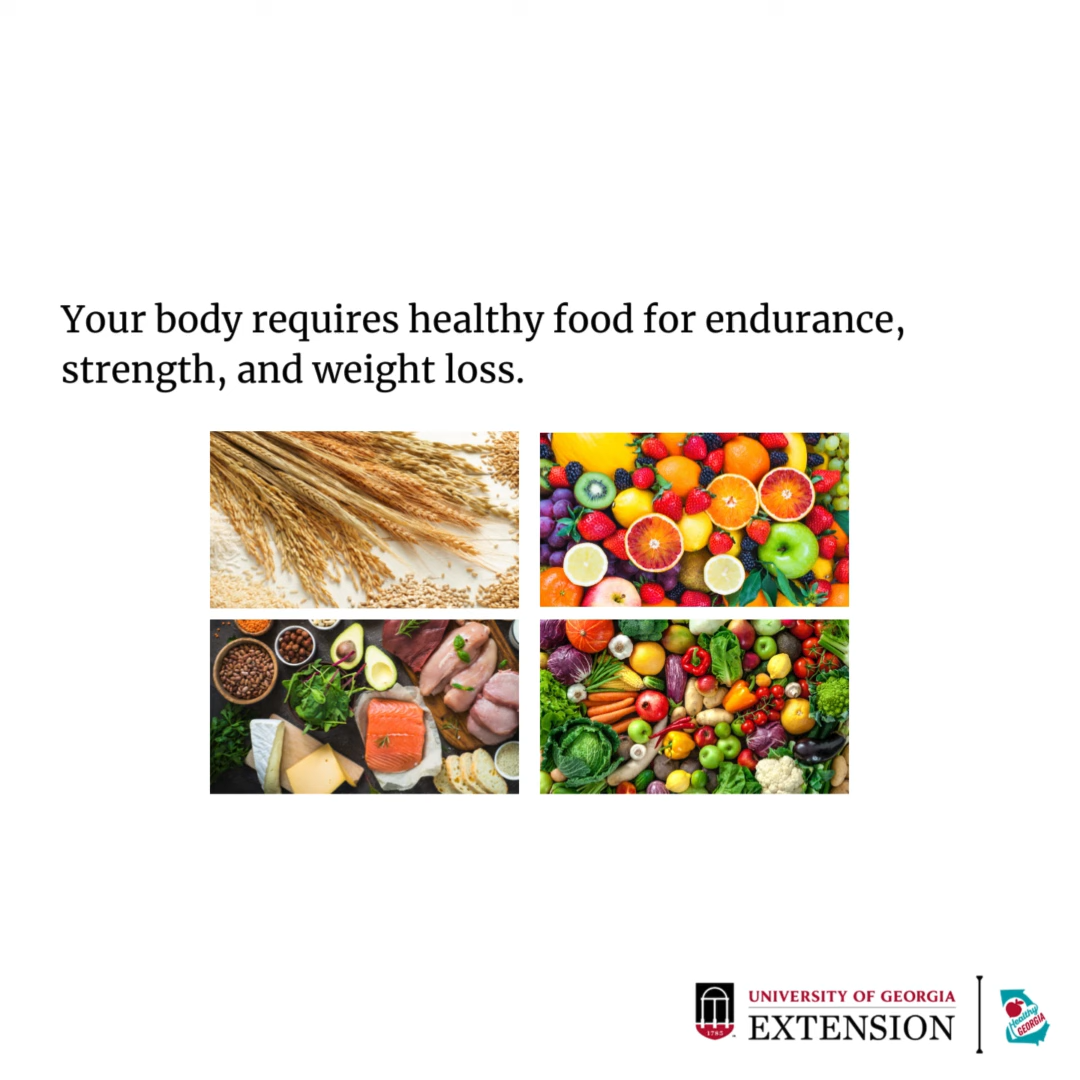 Your body requires healthy food for endurance,
strength, and weight loss.
1785
UNIVERSITY OF GEORGIA
EXTENSION
Healthy
GEORGIA